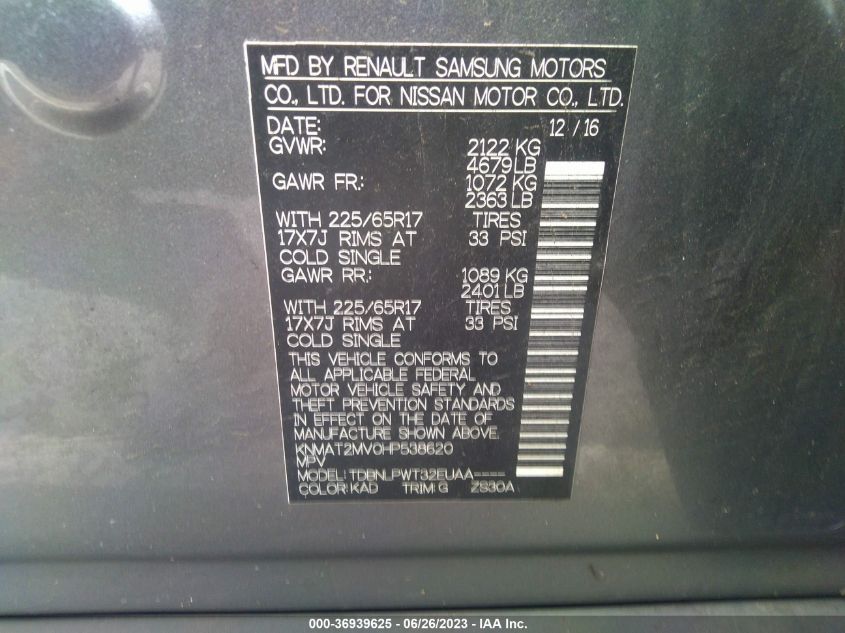 MFD BY RENAULT SAMSUNG MOTORS
CO., LTD. FOR NISSAN MOTOR CO., LTD.
DATE: 12 / 16
GVWR: 2122 KG
4679 LB
GAWR FR.: 1072 KG
2363 LB
WITH 225/65R17 TIRES
17X7J RIMS AT 33 PSI
COLD SINGLE
GAWR RR.: 1089 KG
2401 LB
WITH 225/65R17 TIRES
17X7J RIMS AT 33 PSI
COLD SINGLE
THIS VEHICLE CONFORMS TO
ALL APPLICABLE FEDERAL
MOTOR VEHICLE SAFETY AND
THEFT PREVENTION STANDARDS
IN EFFECT ON THE DATE OF
MANUFACTURE SHOWN ABOVE.
KNMAT2MV0HP538620
MPV
MODEL: TDBNLPWT32EUAA----
COLOR: KAD TRIM: G ZS30A
000-36939625 / 06/26/2023 - IAA Inc.